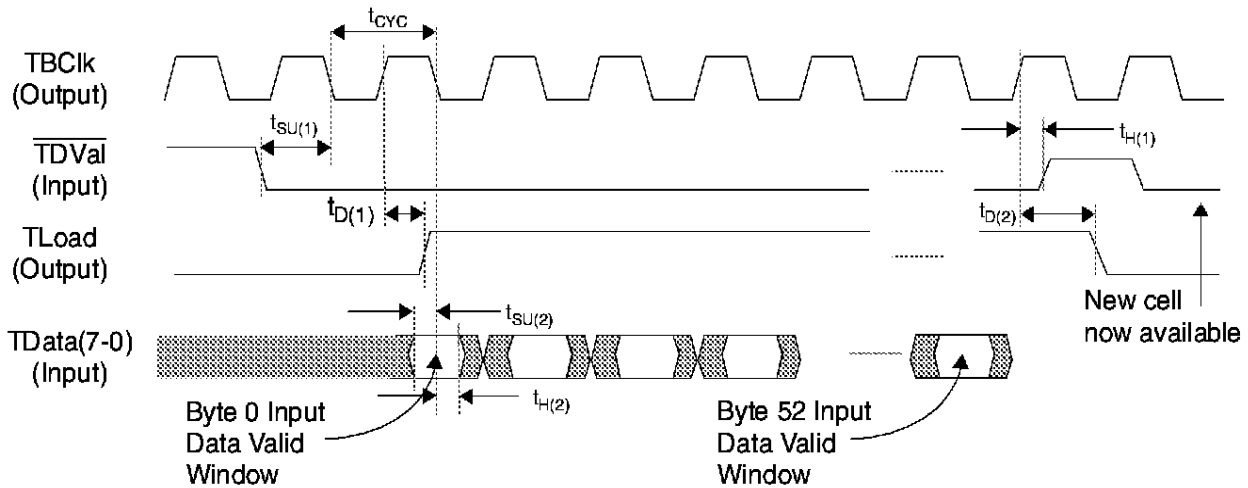 tCYC
TBClk
(Output)
tSU(1)
tH(1)
TDVal
(Input)
tD(1)
tD(2)
TLoad
(Output)
New cell
now available
tSU(2)
TData(7-0)
(Input)
tH(2)
Byte 0 Input
Data Valid
Window
Byte 52 Input
Data Valid
Window